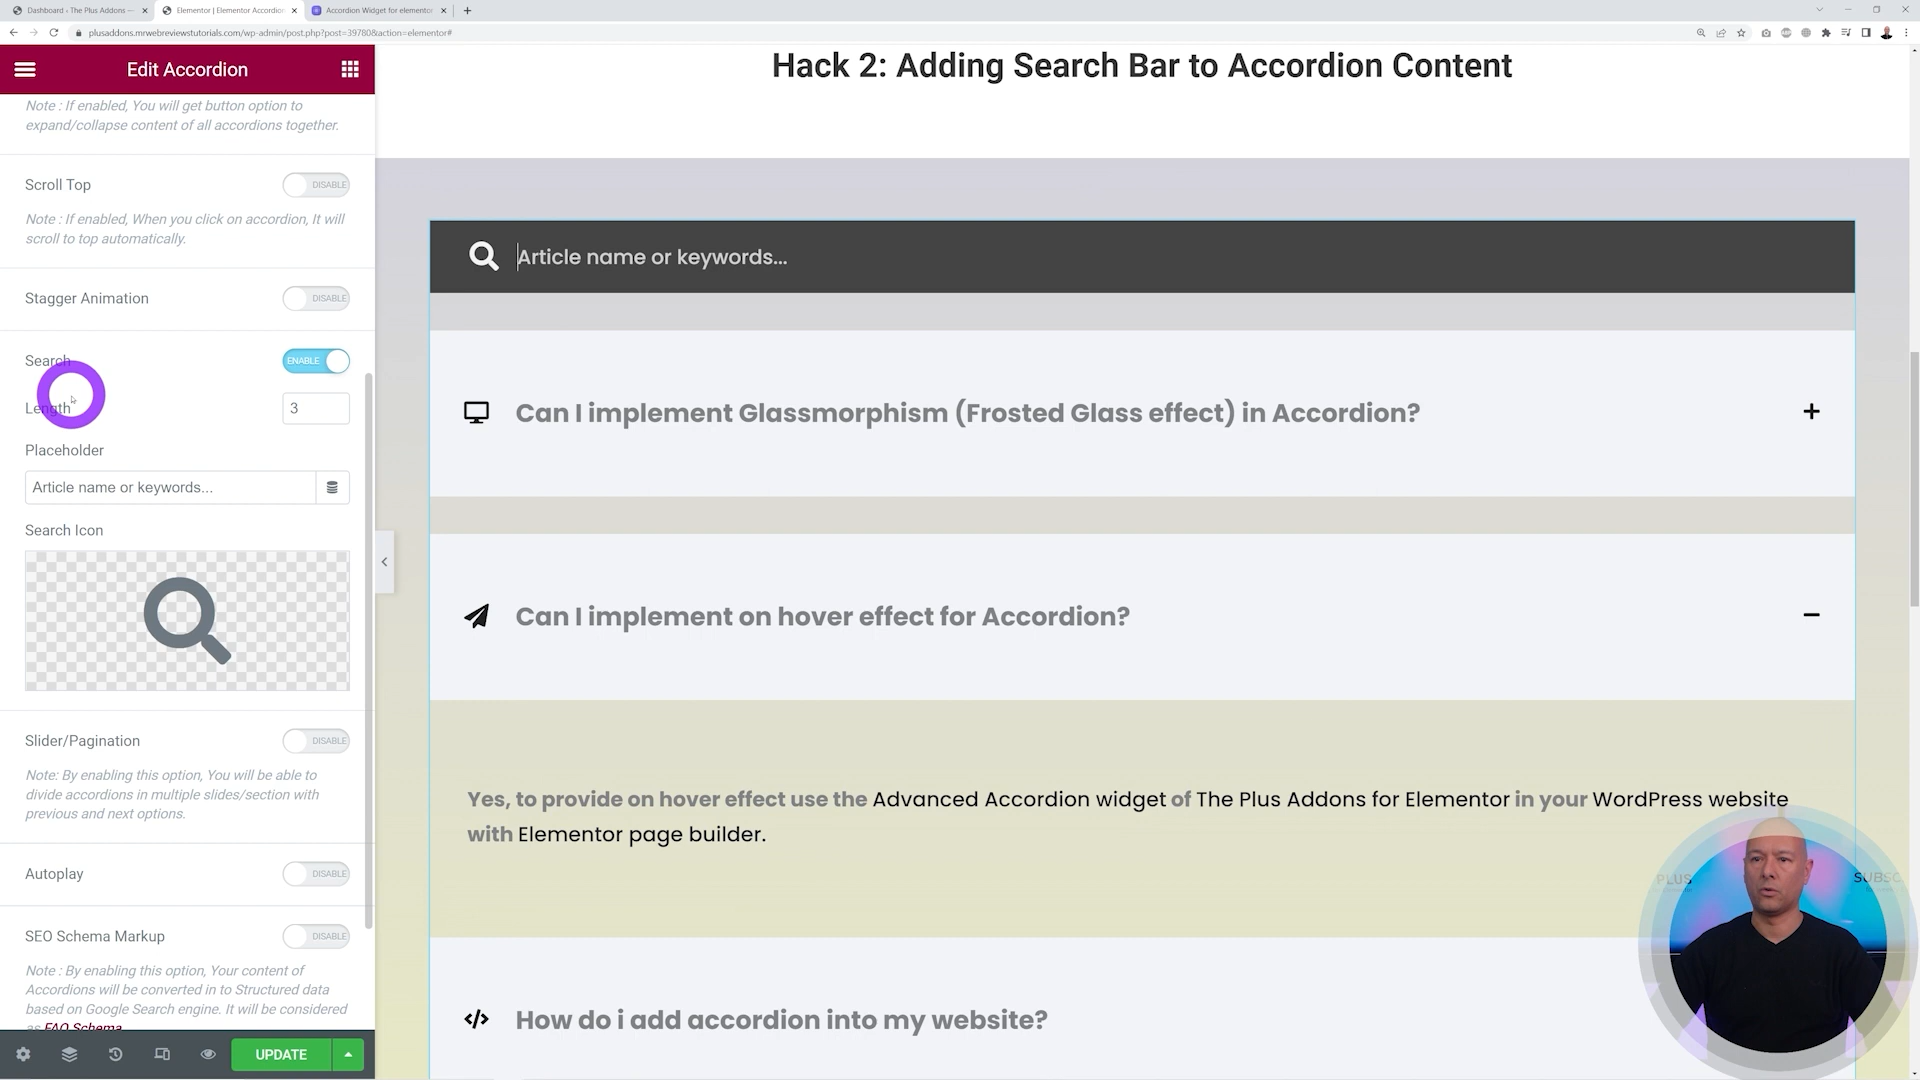 Dashboard ‹ The Plus Addons —
Elementor | Elementor Accordion
Accordion Widget for elementor
plusaddons.mrwebreviewstutorials.com/wp-admin/post.php?post=39780&action=elementor#
Edit Accordion
Note : If enabled, You will get button option to
expand/collapse content of all accordions together.
Scroll Top
DISABLE
Note : If enabled, When you click on accordion, It will
scroll to top automatically.
Stagger Animation
DISABLE
Search
ENABLE
Length
3
Placeholder
Article name or keywords...
Search Icon
Slider/Pagination
DISABLE
Note: By enabling this option, You will be able to
divide accordions in multiple slides/section with
previous and next options.
Autoplay
DISABLE
SEO Schema Markup
DISABLE
Note : By enabling this option, Your content of
Accordions will be converted in to Structured data
based on Google Search engine. It will be considered
as FAQ Schema
UPDATE
Hack 2: Adding Search Bar to Accordion Content
Article name or keywords...
Can I implement Glassmorphism (Frosted Glass effect) in Accordion?
Can I implement on hover effect for Accordion?
Yes, to provide on hover effect use the Advanced Accordion widget of The Plus Addons for Elementor in your WordPress website
with Elementor page builder.
How do i add accordion into my website?
PLUS
SUBSC